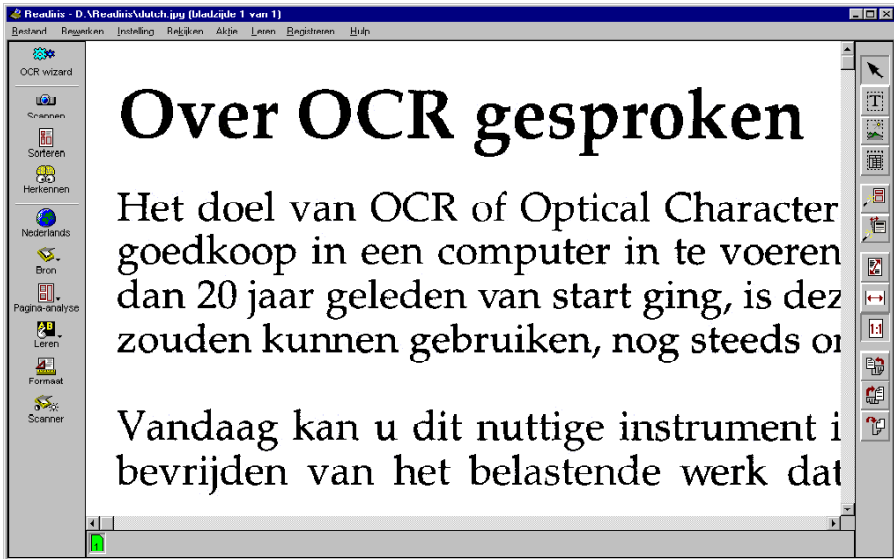 Readiris - D:\Readiris\dutch.jpg (bladzijde 1 van 1)
Bestand Bewerken Instelling Bekijken Aktie Leren Registreren Hulp
OCR wizard
Scannen
Sorteren
Herkennen
Nederlands
Bron
Pagina-analyse
Leren
Formaat
Scanner
Over OCR gesproken
Het doel van OCR of Optical Character
goedkoop in een computer in te voeren
dan 20 jaar geleden van start ging, is dez
zouden kunnen gebruiken, nog steeds
Vandaag kan u dit nuttige instrument i
bevrijden van het belastende werk dat
1:1
1